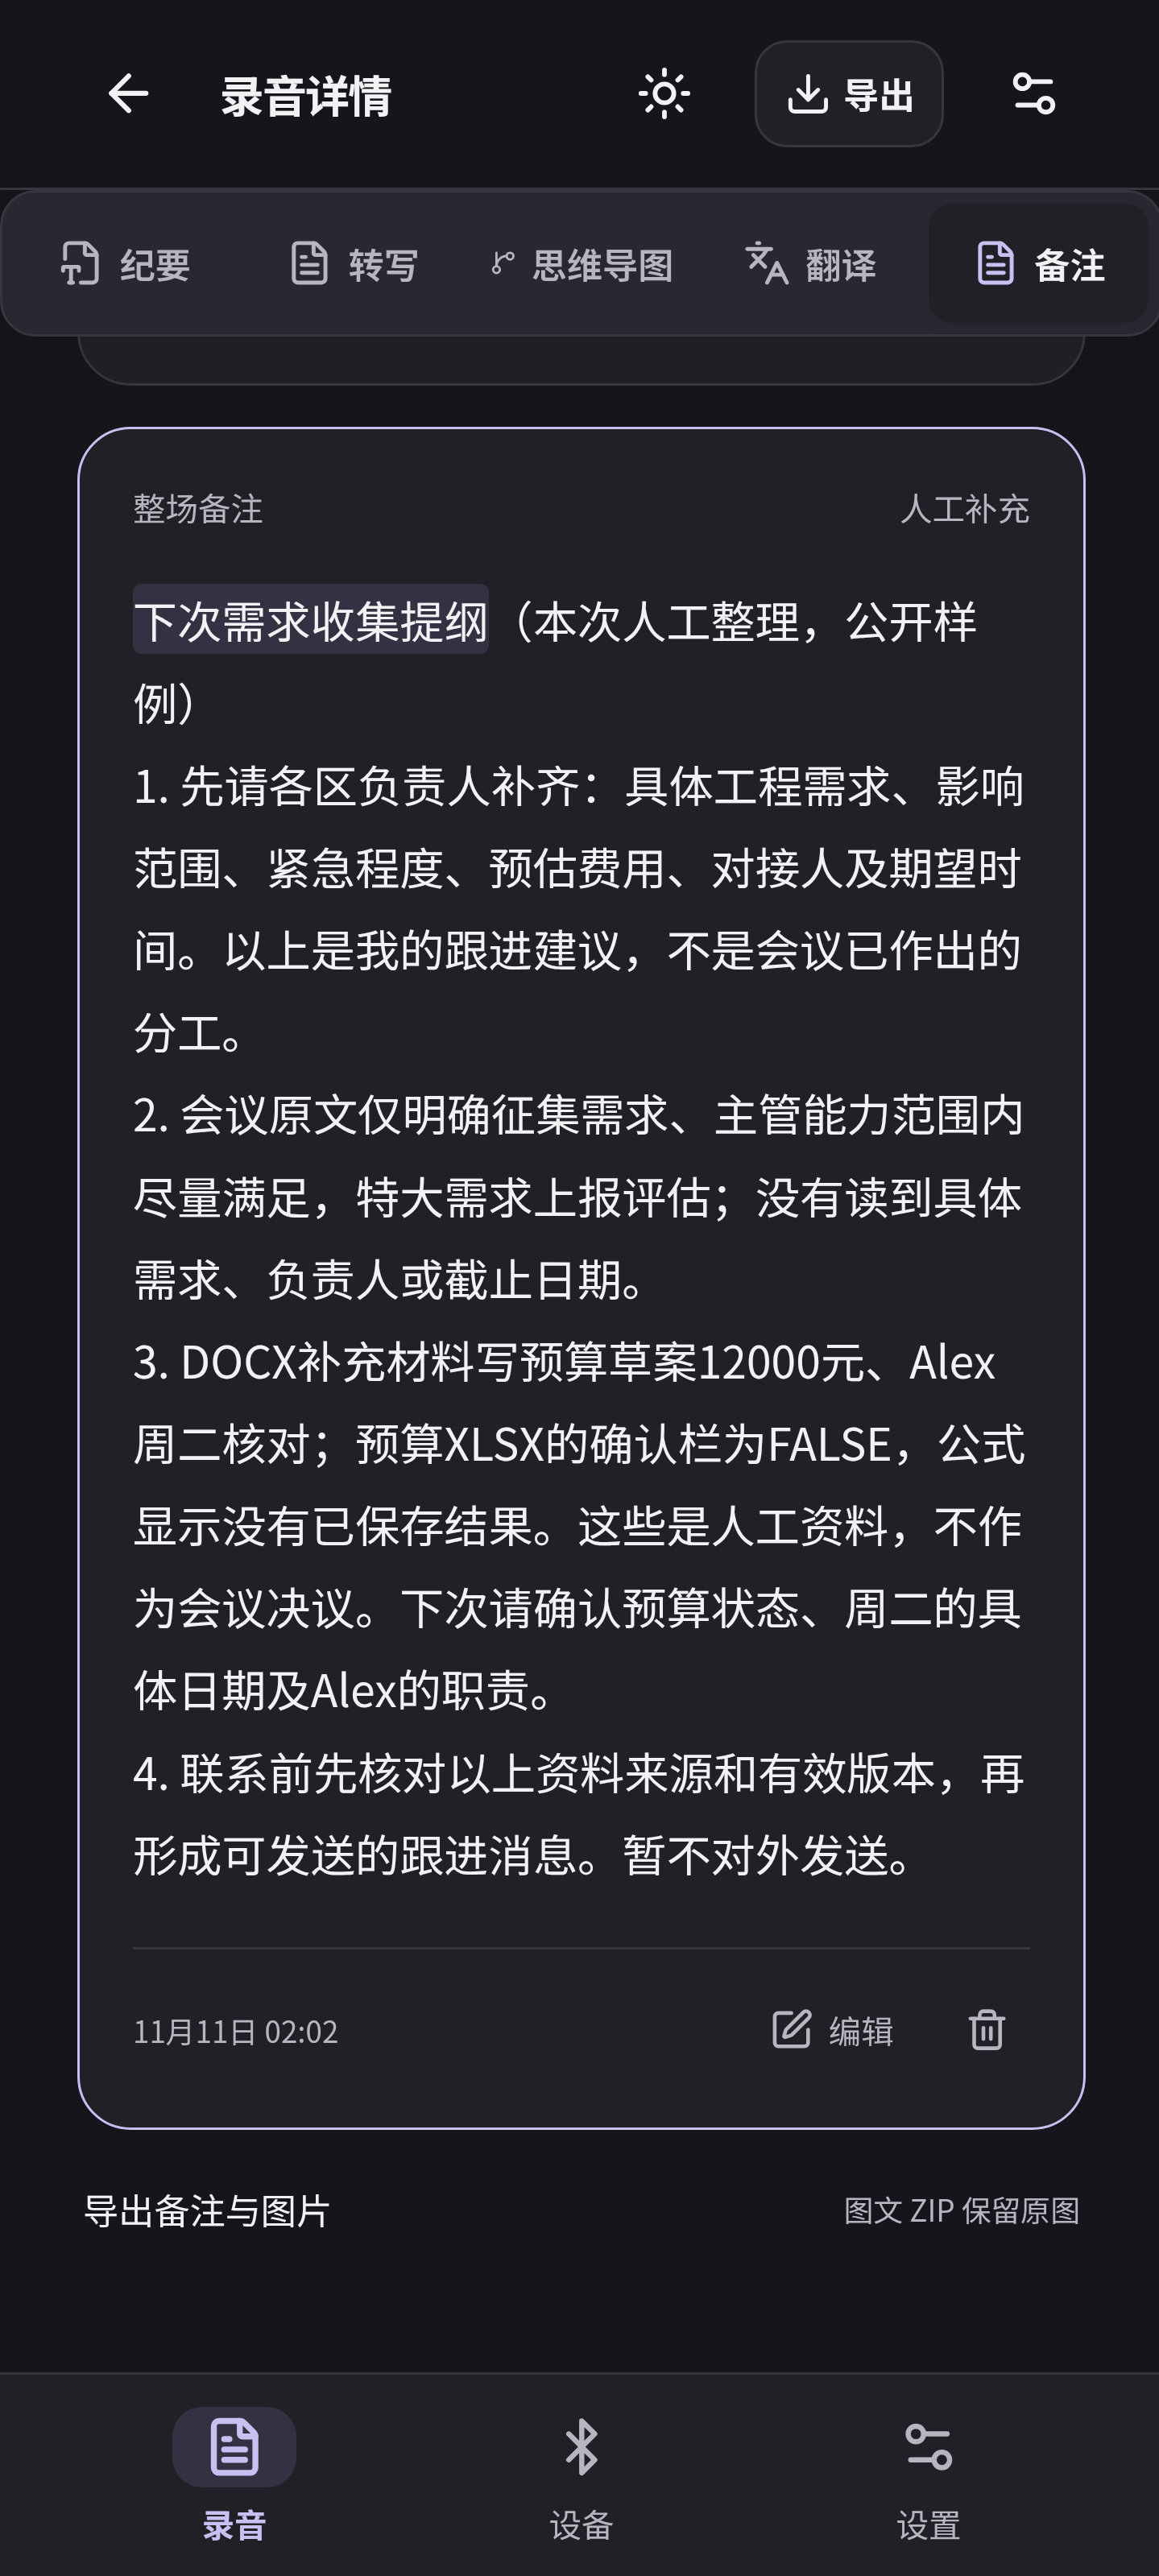 录音详情
导出
纪要
转写
思维导图
翻译
备注
整场备注
人工补充
下次需求收集提纲（本次人工整理，公开样
例）
1. 先请各区负责人补齐：具体工程需求、影响
范围、紧急程度、预估费用、对接人及期望时
间。以上是我的跟进建议，不是会议已作出的
分工。
2. 会议原文仅明确征集需求、主管能力范围内
尽量满足，特大需求上报评估；没有读到具体
需求、负责人或截止日期。
3. DOCX补充材料写预算草案12000元、Alex
周二核对；预算XLSX的确认栏为FALSE，公式
显示没有已保存结果。这些是人工资料，不作
为会议决议。下次请确认预算状态、周二的具
体日期及Alex的职责。
4. 联系前先核对以上资料来源和有效版本，再
形成可发送的跟进消息。暂不对外发送。
11月11日 02:02
编辑
导出备注与图片
图文 ZIP 保留原图
录音
设备
设置